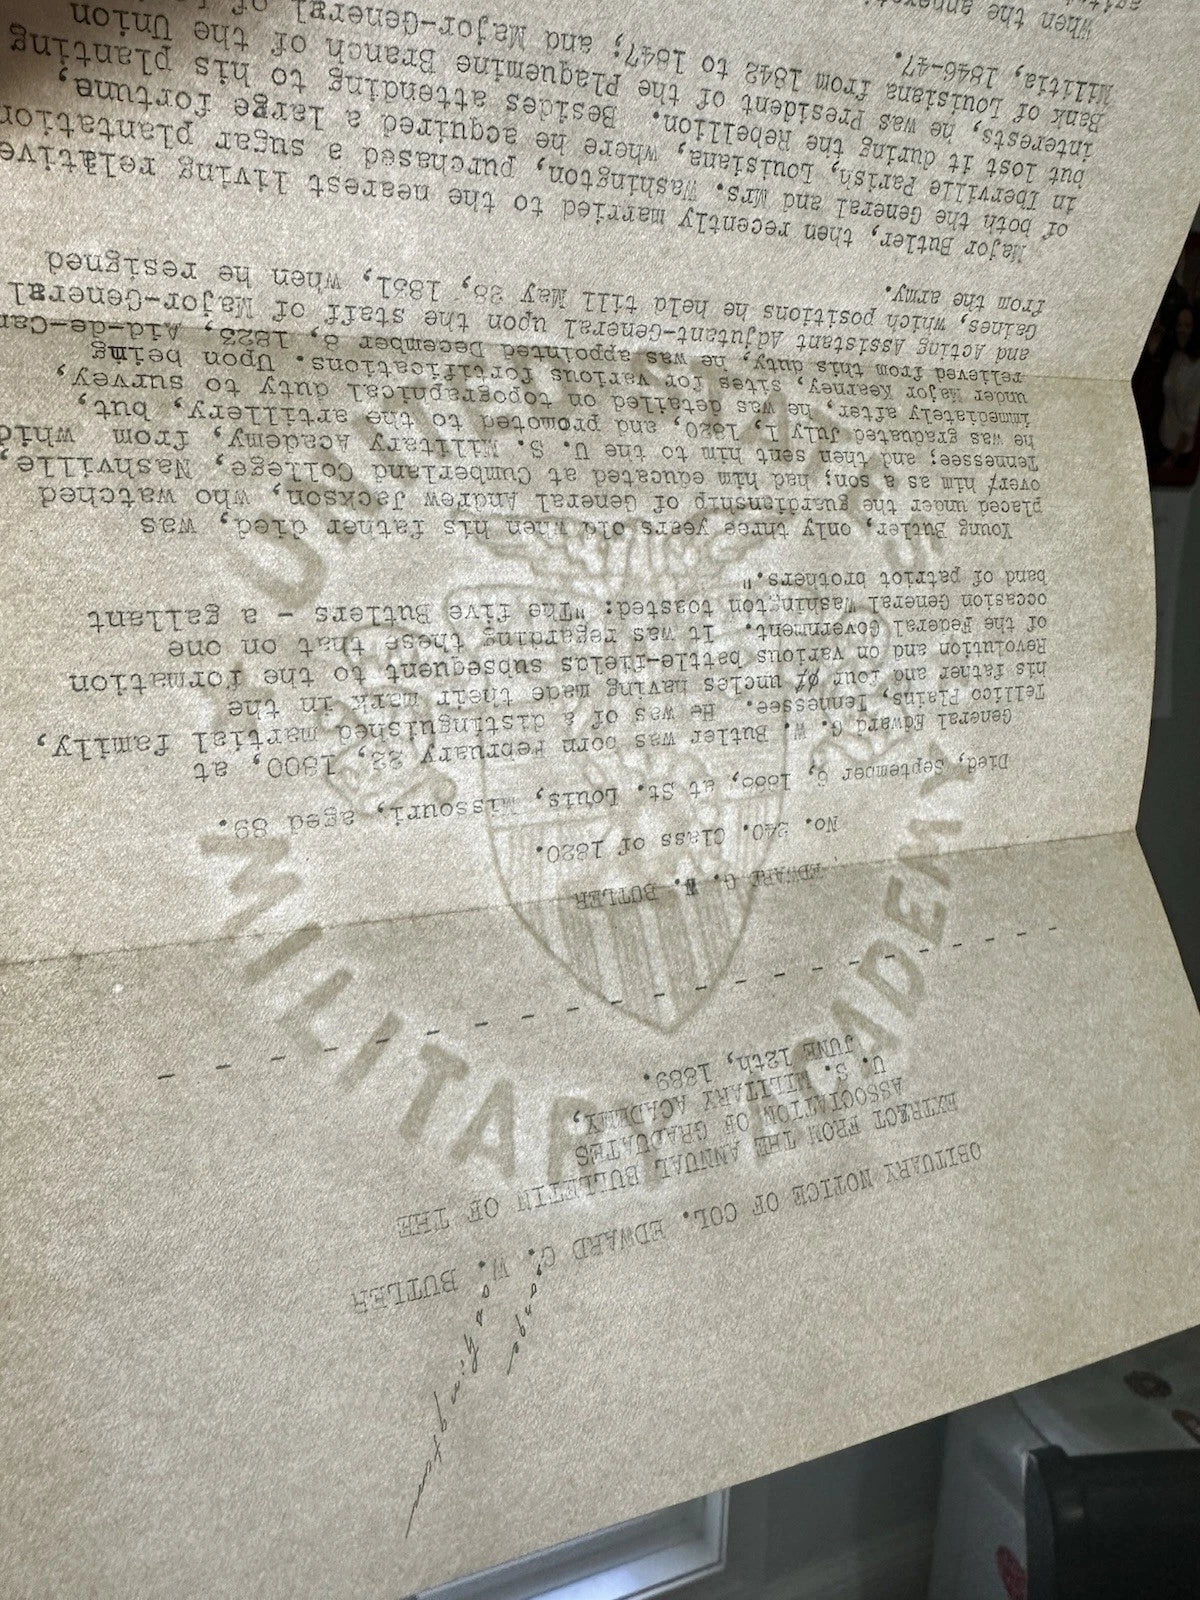 OBITUARY NOTICE OF COL. EDWARD G. W. BUTLER
EXTRACT FROM THE ANNUAL BULLETIN OF THE
ASSOCIATION OF GRADUATES
U. S. MILITARY ACADEMY,
JUNE 12th, 1889.
- - - - - - - - - - - - - - - - - - - -
EDWARD G. W. BUTLER
No. 240. Class of 1820.
Died, September 6, 1888, at St. Louis, Missouri, aged 89.
General Edward G. W. Butler was born February 22, 1800, at
Tellico Plains, Tennessee. He was of a distinguished martial family,
his father and four uncles having made their mark in the
Revolution and on various battle-fields subsequent to the formation
of the Federal Government. It was regarding these that on one
occasion General Washington toasted: "The five Butlers - a gallant
band of patriot brothers."
Young Butler, only three years old when his father died, was
placed under the guardianship of General Andrew Jackson, who watched
over him as a son; had him educated at Cumberland College, Nashville,
Tennessee; and then sent him to the U. S. Military Academy, from whic
he was graduated July 1, 1820, and promoted to the artillery, but,
immediately after, he was detailed on topographical duty to survey,
under Major Kearney, sites for various fortifications. Upon being
relieved from this duty, he was appointed December 8, 1823, Aid-de-Cam
and Acting Assistant Adjutant-General upon the staff of Major-General
Gaines, which positions he held till May 28, 1831, when he resigned
from the army.
Major Butler, then recently married to the nearest living relative
of both the General and Mrs. Washington, purchased a sugar plantation
in Iberville Parish, Louisiana, where he acquired a large fortune,
but lost it during the Rebellion. Besides attending to his planting
interests, he was President of the Plaquemine Branch of the Union
Bank of Louisiana from 1842 to 1847; and Major-General of
Militia, 1846-47.
When the
UNITED STATES
MILITARY ACADEMY